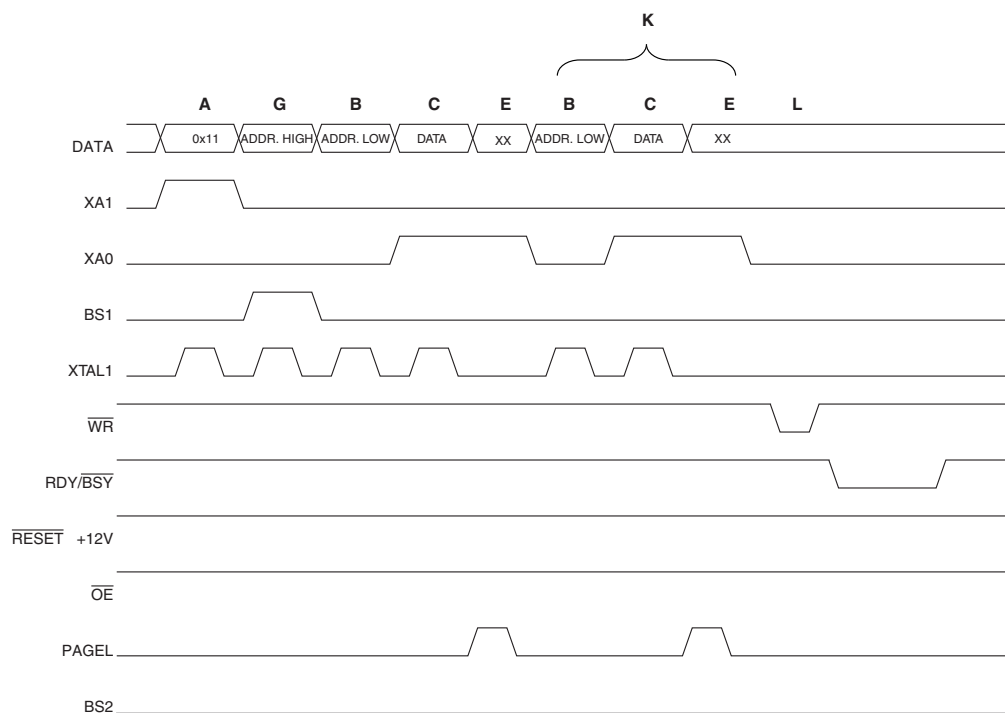 K
A G B C E B C E L
DATA 0x11 ADDR. HIGH ADDR. LOW DATA XX ADDR. LOW DATA XX
XA1
XA0
BS1
XTAL1
WR
RDY/BSY
RESET +12V
OE
PAGEL
BS2